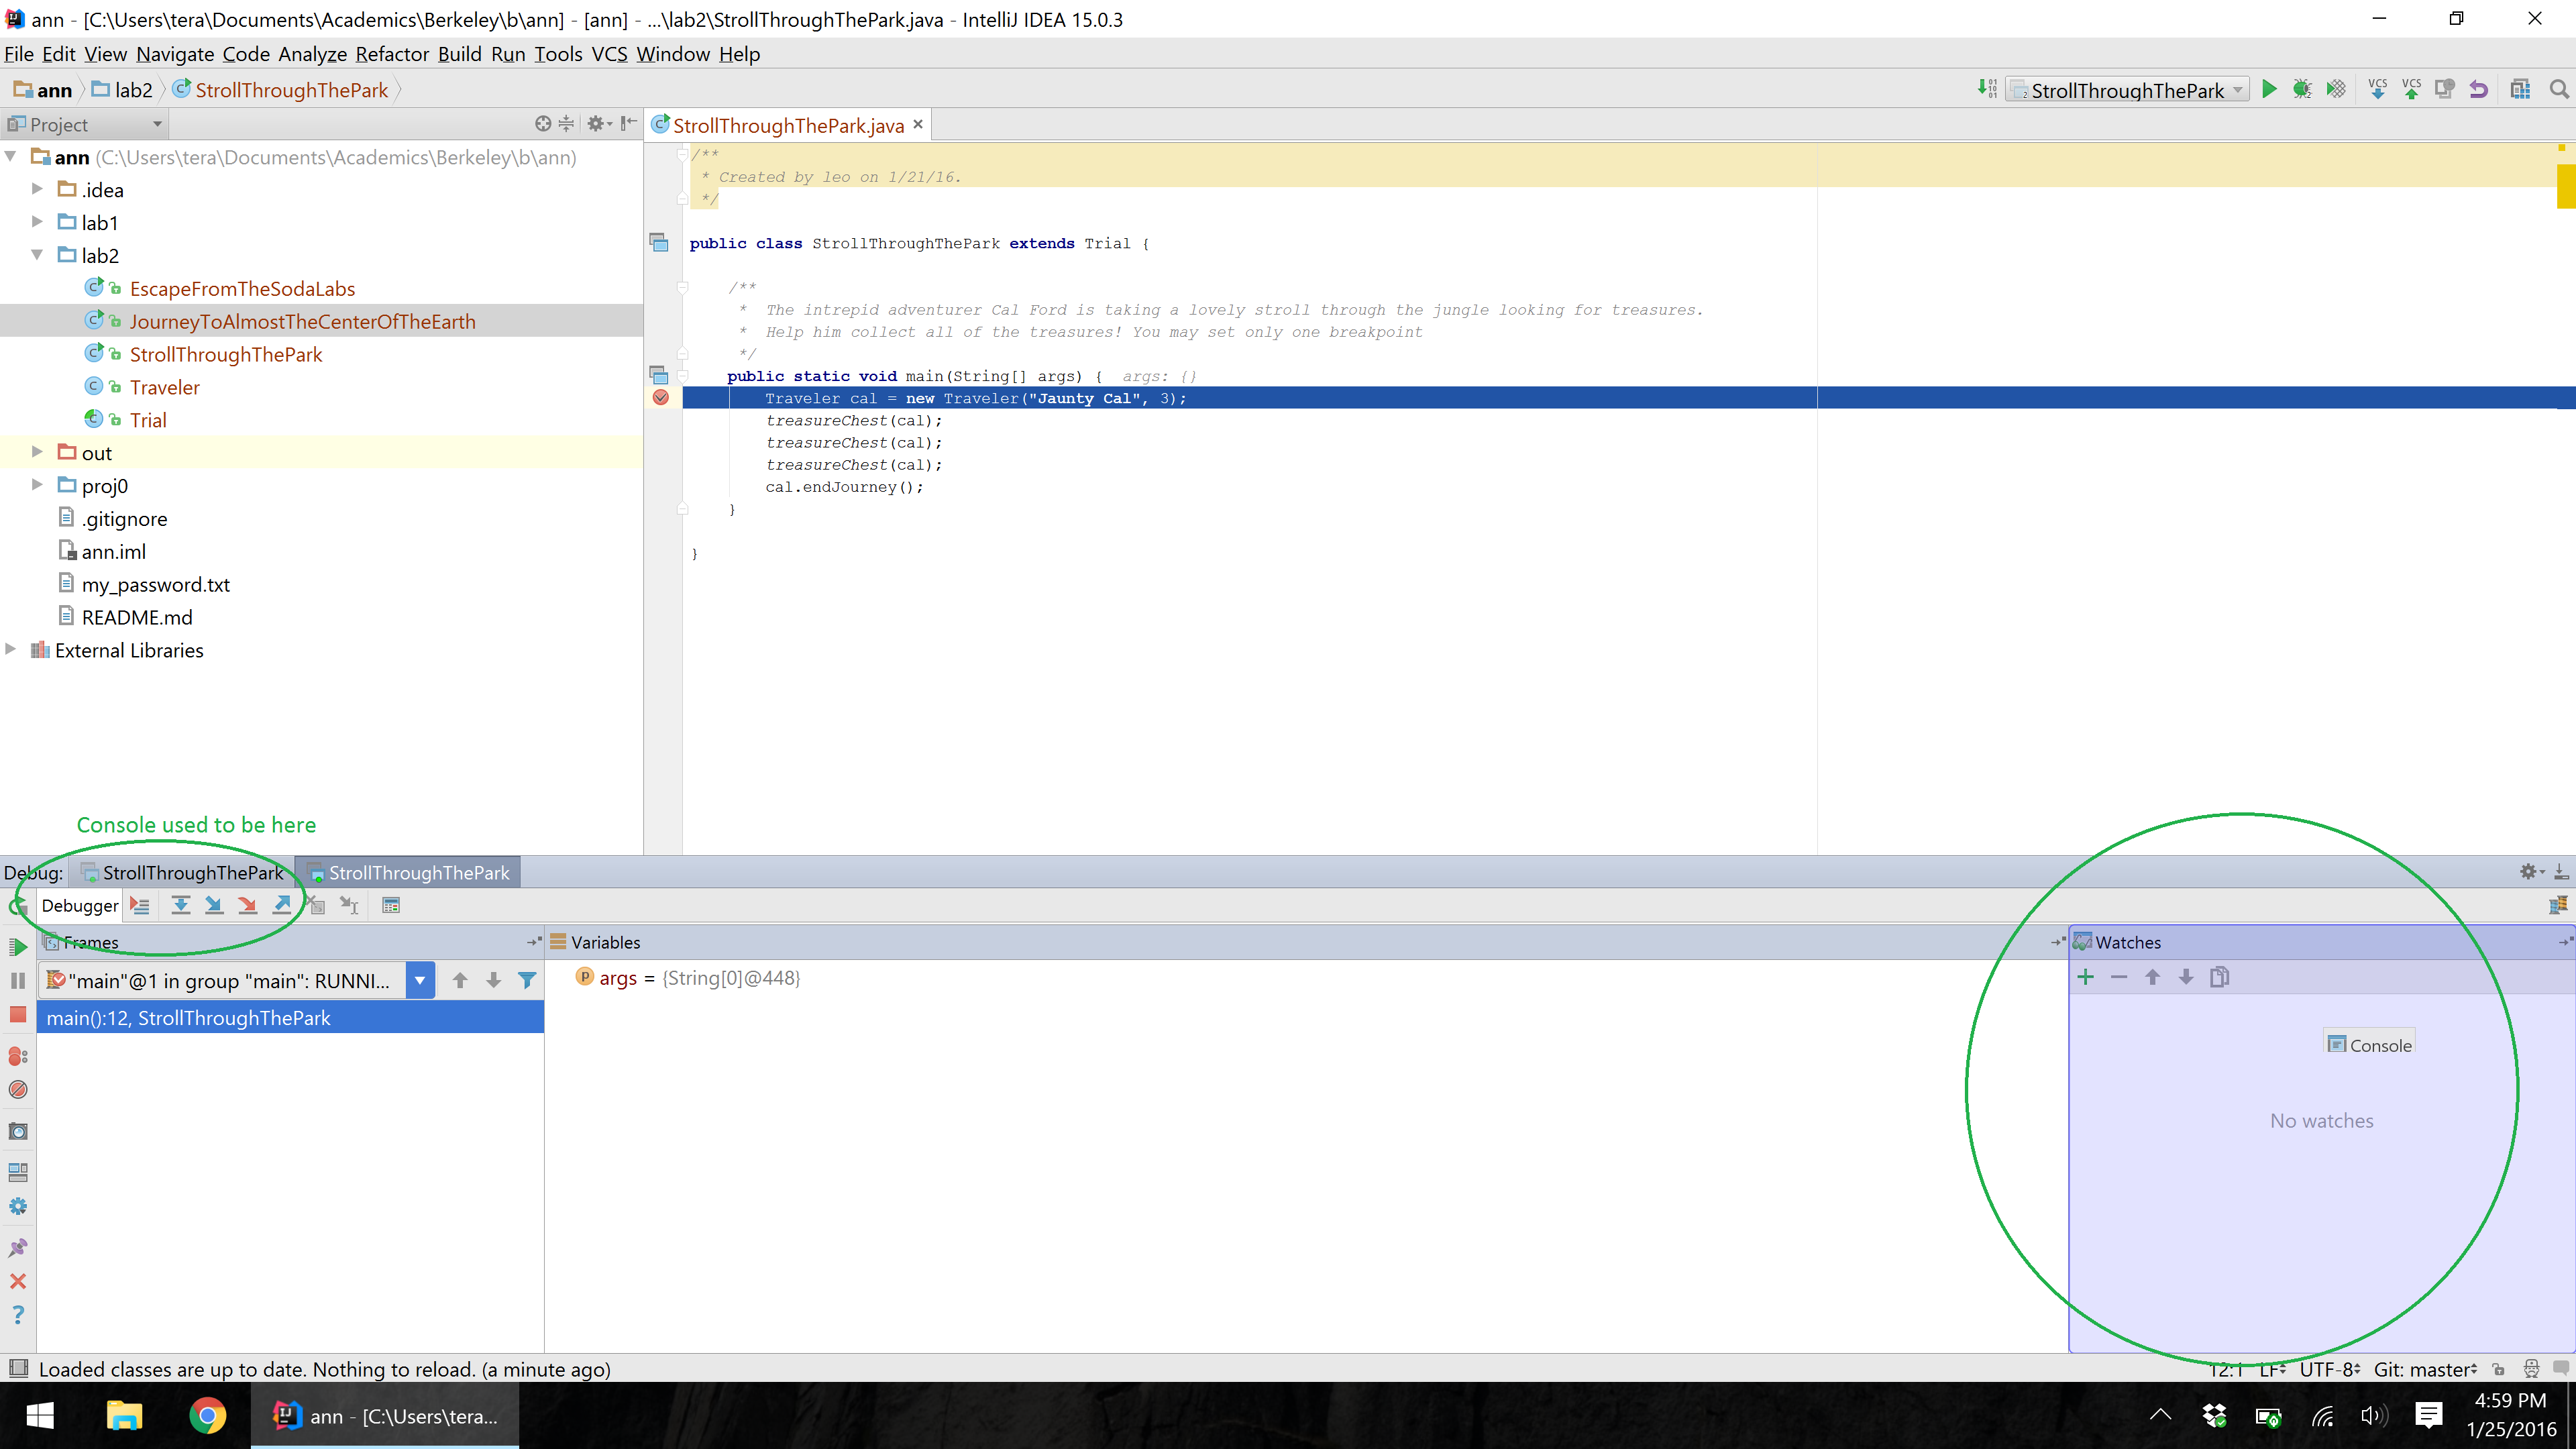 ann - [C:\Users\tera\Documents\Academics\Berkeley\b\ann] - [ann] - ...\lab2\StrollThroughThePark.java - IntelliJ IDEA 15.0.3
File Edit View Navigate Code Analyze Refactor Build Run Tools VCS Window Help
ann lab2 StrollThroughThePark
StrollThroughThePark
VCS VCS
Project
StrollThroughThePark.java
ann (C:\Users\tera\Documents\Academics\Berkeley\b\ann)
.idea
lab1
lab2
EscapeFromTheSodaLabs
JourneyToAlmostTheCenterOfTheEarth
StrollThroughThePark
Traveler
Trial
out
proj0
.gitignore
ann.iml
my_password.txt
README.md
External Libraries
/**
* Created by leo on 1/21/16.
*/
public class StrollThroughThePark extends Trial {
/**
* The intrepid adventurer Cal Ford is taking a lovely stroll through the jungle looking for treasures.
* Help him collect all of the treasures! You may set only one breakpoint
*/
public static void main(String[] args) { args: {}
Traveler cal = new Traveler("Jaunty Cal", 3);
treasureChest(cal);
treasureChest(cal);
treasureChest(cal);
cal.endJourney();
}
}
Console used to be here
Debug: StrollThroughThePark StrollThroughThePark
Debugger
Frames
Variables
Watches
"main"@1 in group "main": RUNNI...
main():12, StrollThroughThePark
args = {String[0]@448}
Console
No watches
Loaded classes are up to date. Nothing to reload. (a minute ago)
12:1 LF UTF-8 Git: master
ann - [C:\Users\tera...
4:59 PM
1/25/2016